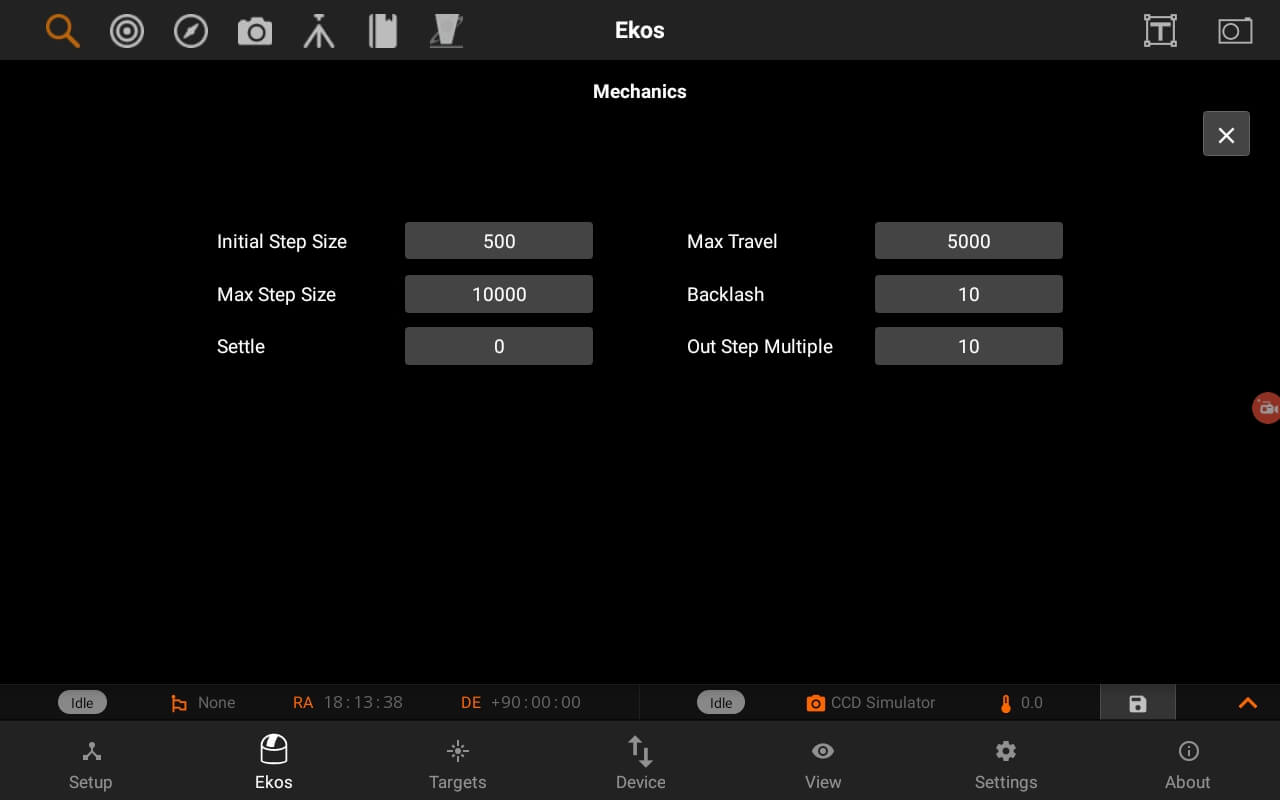 Ekos
Mechanics
Initial Step Size 500 Max Travel 5000
Max Step Size 10000 Backlash 10
Settle 0 Out Step Multiple 10
Idle None RA 18:13:38 DE +90:00:00 Idle CCD Simulator 0.0
Setup Ekos Targets Device View Settings About